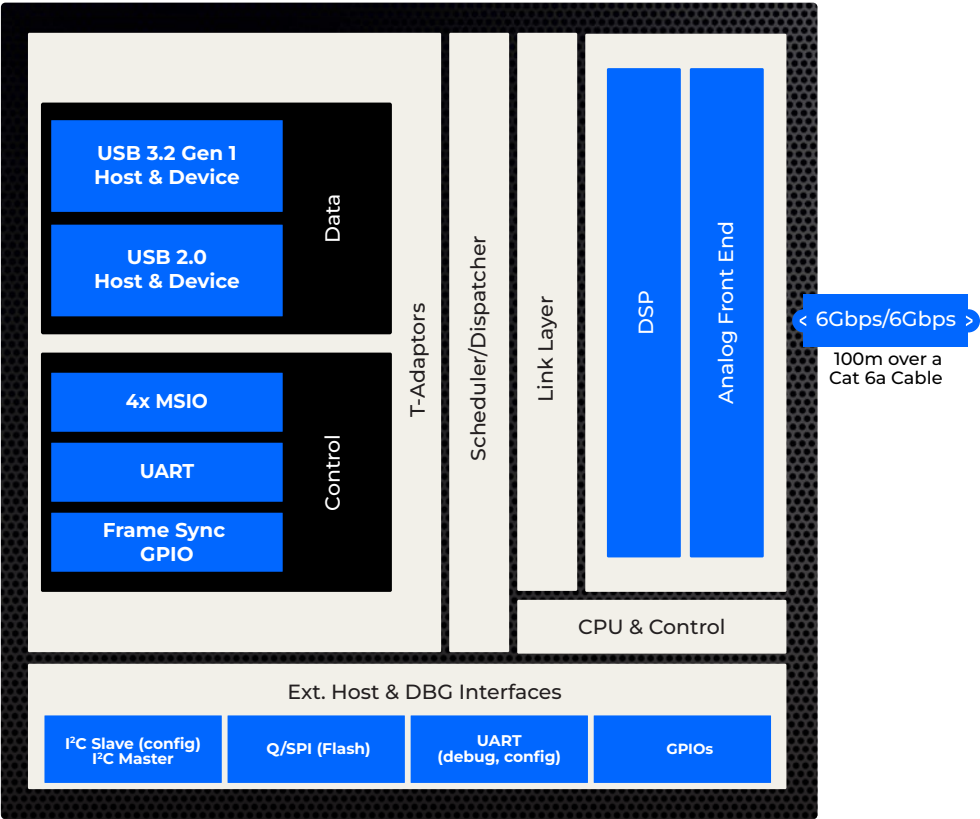 USB 3.2 Gen 1
Host & Device
USB 2.0
Host & Device
Data
4x MSIO
UART
Frame Sync
GPIO
Control
T-Adaptors
Scheduler/Dispatcher
Link Layer
DSP
Analog Front End
< 6Gbps/6Gbps >
100m over a
Cat 6a Cable
CPU & Control
Ext. Host & DBG Interfaces
I²C Slave (config)
I²C Master
Q/SPI (Flash)
UART
(debug, config)
GPIOs